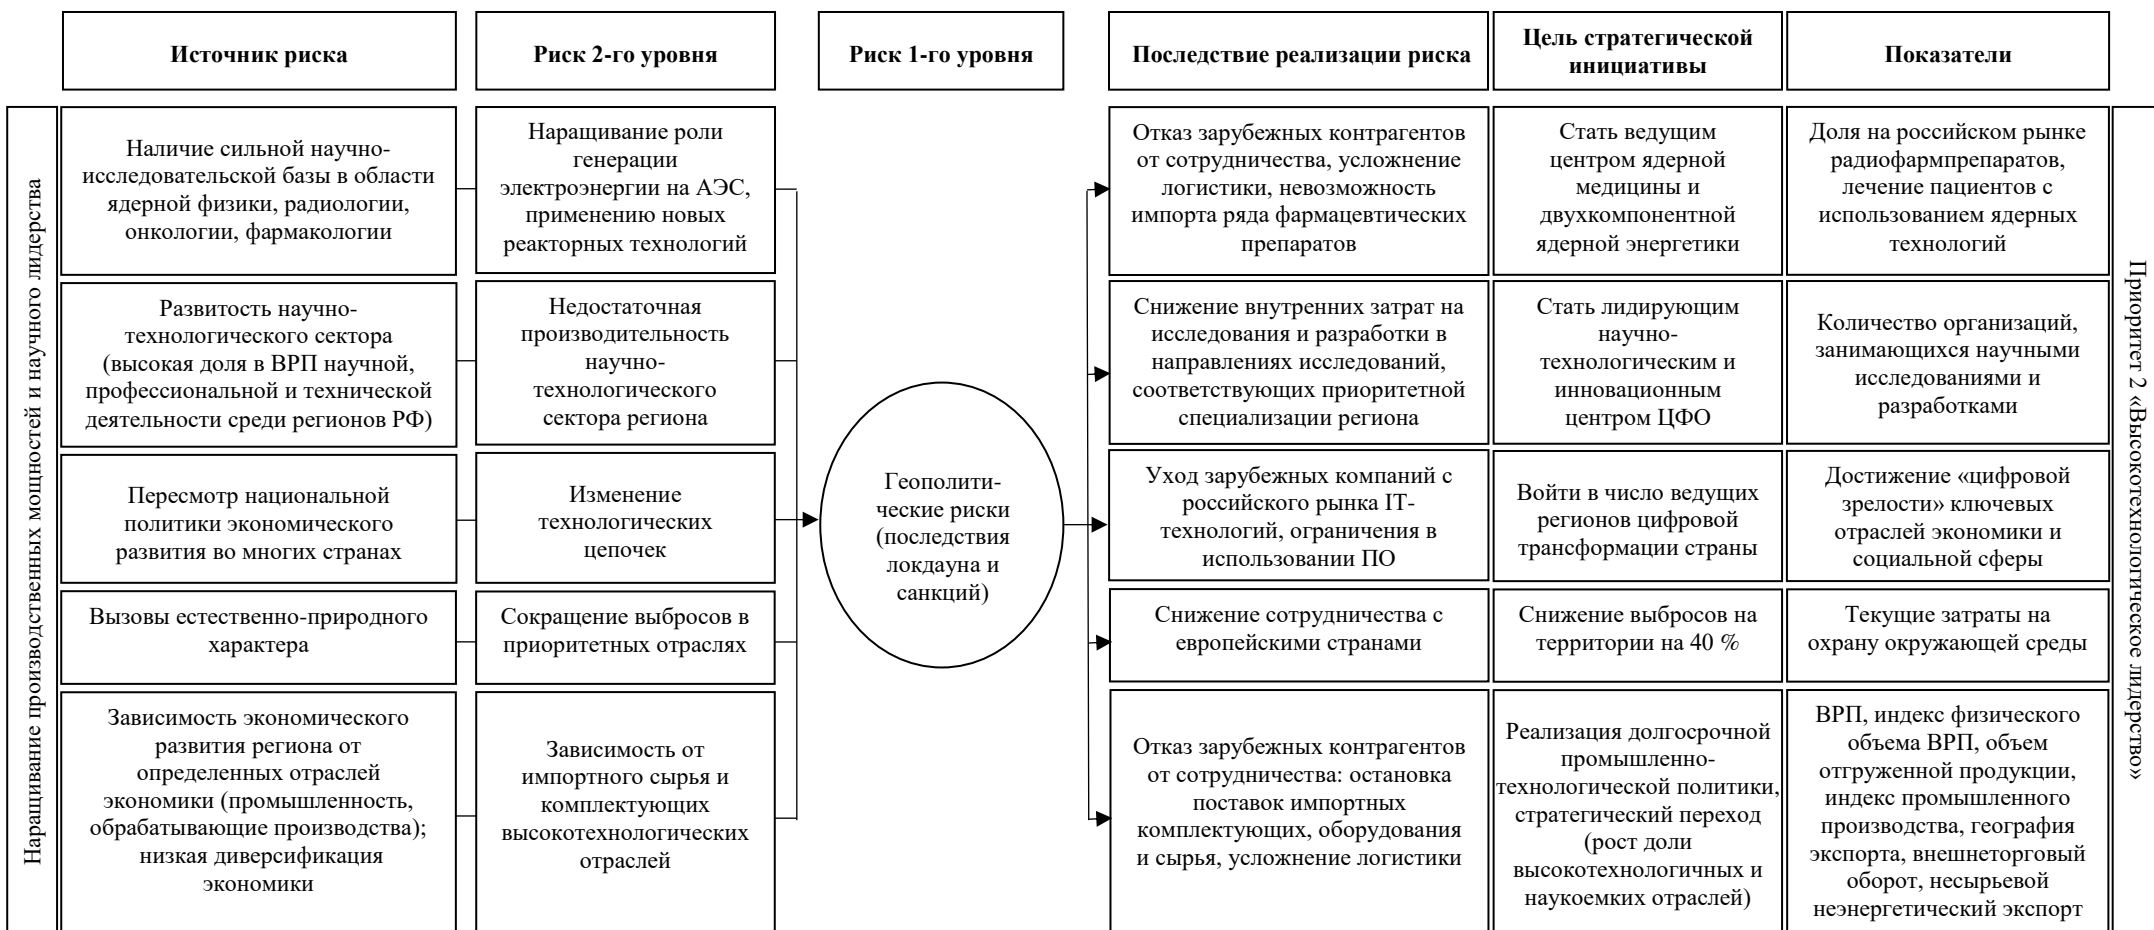 Источник риска
Риск 2-го уровня
Риск 1-го уровня
Последствие реализации риска
Цель стратегической
инициативы
Показатели
Наращивание производственных мощностей и научного лидерства
Наличие сильной научно-
исследовательской базы в области
ядерной физики, радиологии,
онкологии, фармакологии
Наращивание роли
генерации
электроэнергии на АЭС,
применению новых
реакторных технологий
Отказ зарубежных контрагентов
от сотрудничества, усложнение
логистики, невозможность
импорта ряда фармацевтических
препаратов
Стать ведущим
центром ядерной
медицины и
двухкомпонентной
ядерной энергетики
Доля на российском рынке
радиофармпрепаратов,
лечение пациентов с
использованием ядерных
технологий
Развитость научно-
технологического сектора
(высокая доля в ВРП научной,
профессиональной и технической
деятельности среди регионов РФ)
Недостаточная
производительность
научно-
технологического
сектора региона
Снижение внутренних затрат на
исследования и разработки в
направлениях исследований,
соответствующих приоритетной
специализации региона
Стать лидирующим
научно-
технологическим и
инновационным
центром ЦФО
Количество организаций,
занимающихся научными
исследованиями и
разработками
Пересмотр национальной
политики экономического
развития во многих странах
Изменение
технологических
цепочек
Геополити-
ческие риски
(последствия
локдауна и
санкций)
Уход зарубежных компаний с
российского рынка IT-
технологий, ограничения в
использовании ПО
Войти в число ведущих
регионов цифровой
трансформации страны
Достижение «цифровой
зрелости» ключевых
отраслей экономики и
социальной сферы
Вызовы естественно-природного
характера
Сокращение выбросов в
приоритетных отраслях
Снижение сотрудничества с
европейскими странами
Снижение выбросов на
территории на 40 %
Текущие затраты на
охрану окружающей среды
Зависимость экономического
развития региона от
определенных отраслей
экономики (промышленность,
обрабатывающие производства);
низкая диверсификация
экономики
Зависимость от
импортного сырья и
комплектующих
высокотехнологических
отраслей
Отказ зарубежных контрагентов
от сотрудничества: остановка
поставок импортных
комплектующих, оборудования
и сырья, усложнение логистики
Реализация долгосрочной
промышленно-
технологической политики,
стратегический переход
(рост доли
высокотехнологичных и
наукоемких отраслей)
ВРП, индекс физического
объема ВРП, объем
отгруженной продукции,
индекс промышленного
производства, география
экспорта, внешнеторговый
оборот, несырьевой
неэнергетический экспорт
Приоритет 2 «Высокотехнологическое лидерство»